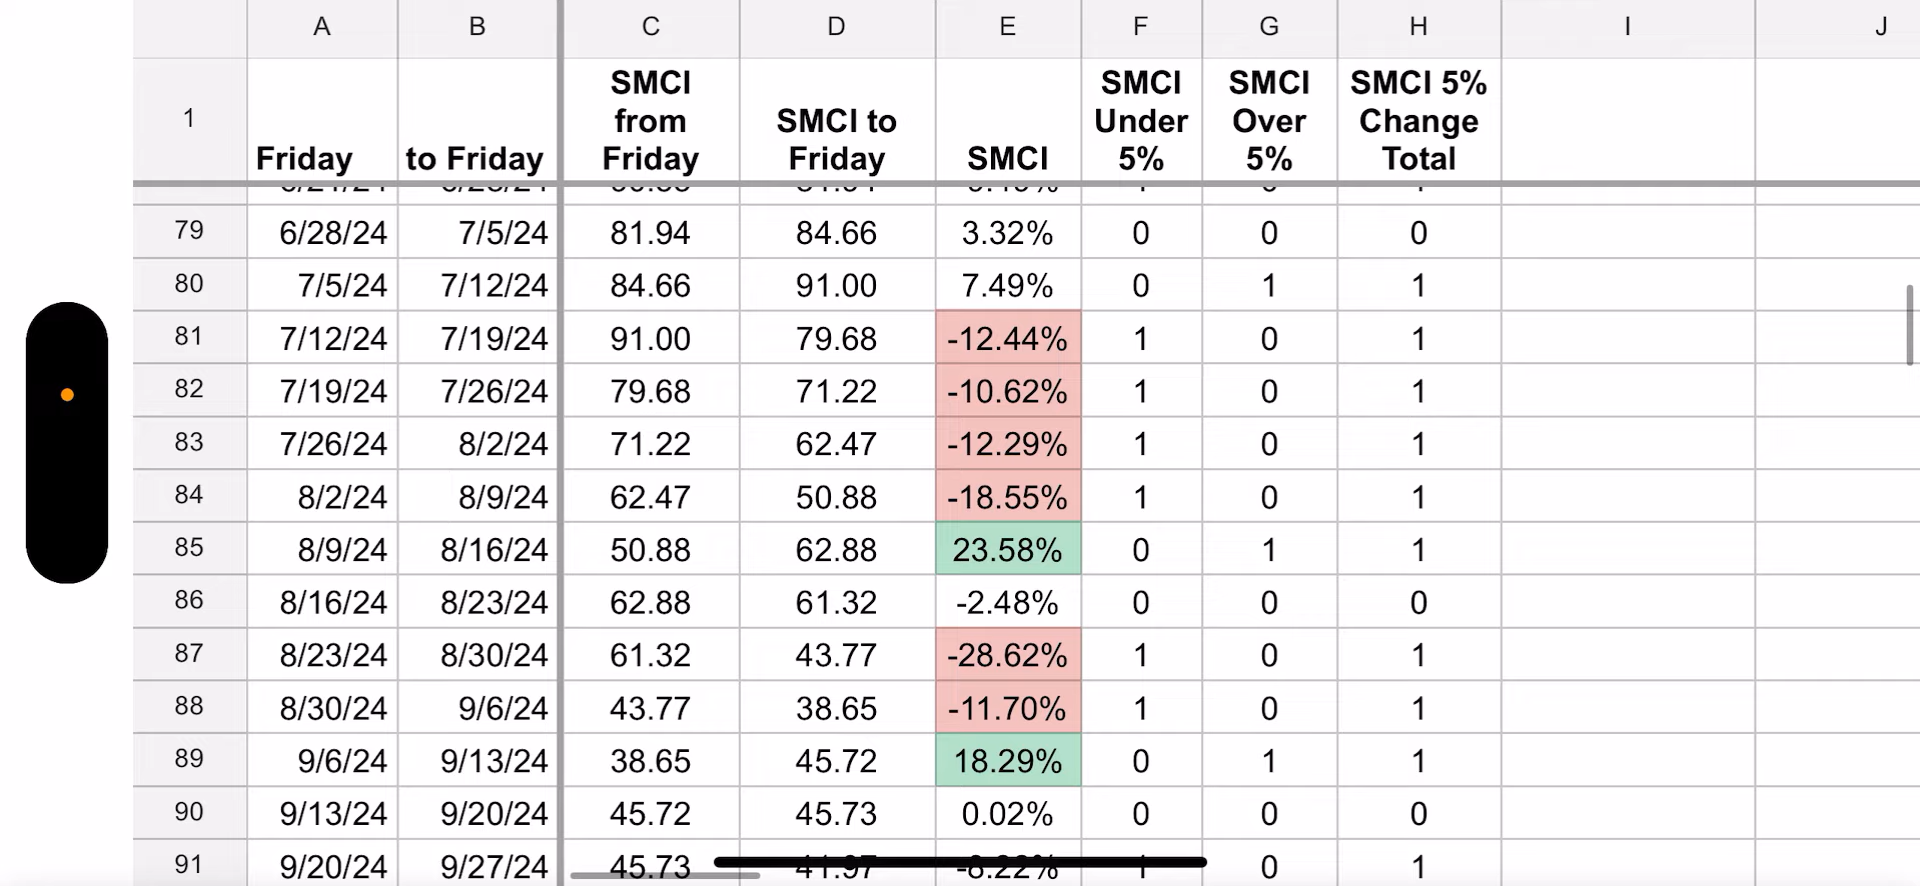 A B C D E F G H I J
1 Friday to Friday SMCI from Friday SMCI to Friday SMCI SMCI Under 5% SMCI Over 5% SMCI 5% Change Total
79 6/28/24 7/5/24 81.94 84.66 3.32% 0 0 0
80 7/5/24 7/12/24 84.66 91.00 7.49% 0 1 1
81 7/12/24 7/19/24 91.00 79.68 -12.44% 1 0 1
82 7/19/24 7/26/24 79.68 71.22 -10.62% 1 0 1
83 7/26/24 8/2/24 71.22 62.47 -12.29% 1 0 1
84 8/2/24 8/9/24 62.47 50.88 -18.55% 1 0 1
85 8/9/24 8/16/24 50.88 62.88 23.58% 0 1 1
86 8/16/24 8/23/24 62.88 61.32 -2.48% 0 0 0
87 8/23/24 8/30/24 61.32 43.77 -28.62% 1 0 1
88 8/30/24 9/6/24 43.77 38.65 -11.70% 1 0 1
89 9/6/24 9/13/24 38.65 45.72 18.29% 0 1 1
90 9/13/24 9/20/24 45.72 45.73 0.02% 0 0 0
91 9/20/24 9/27/24 45.73 41.97 -8.22% 1 0 1